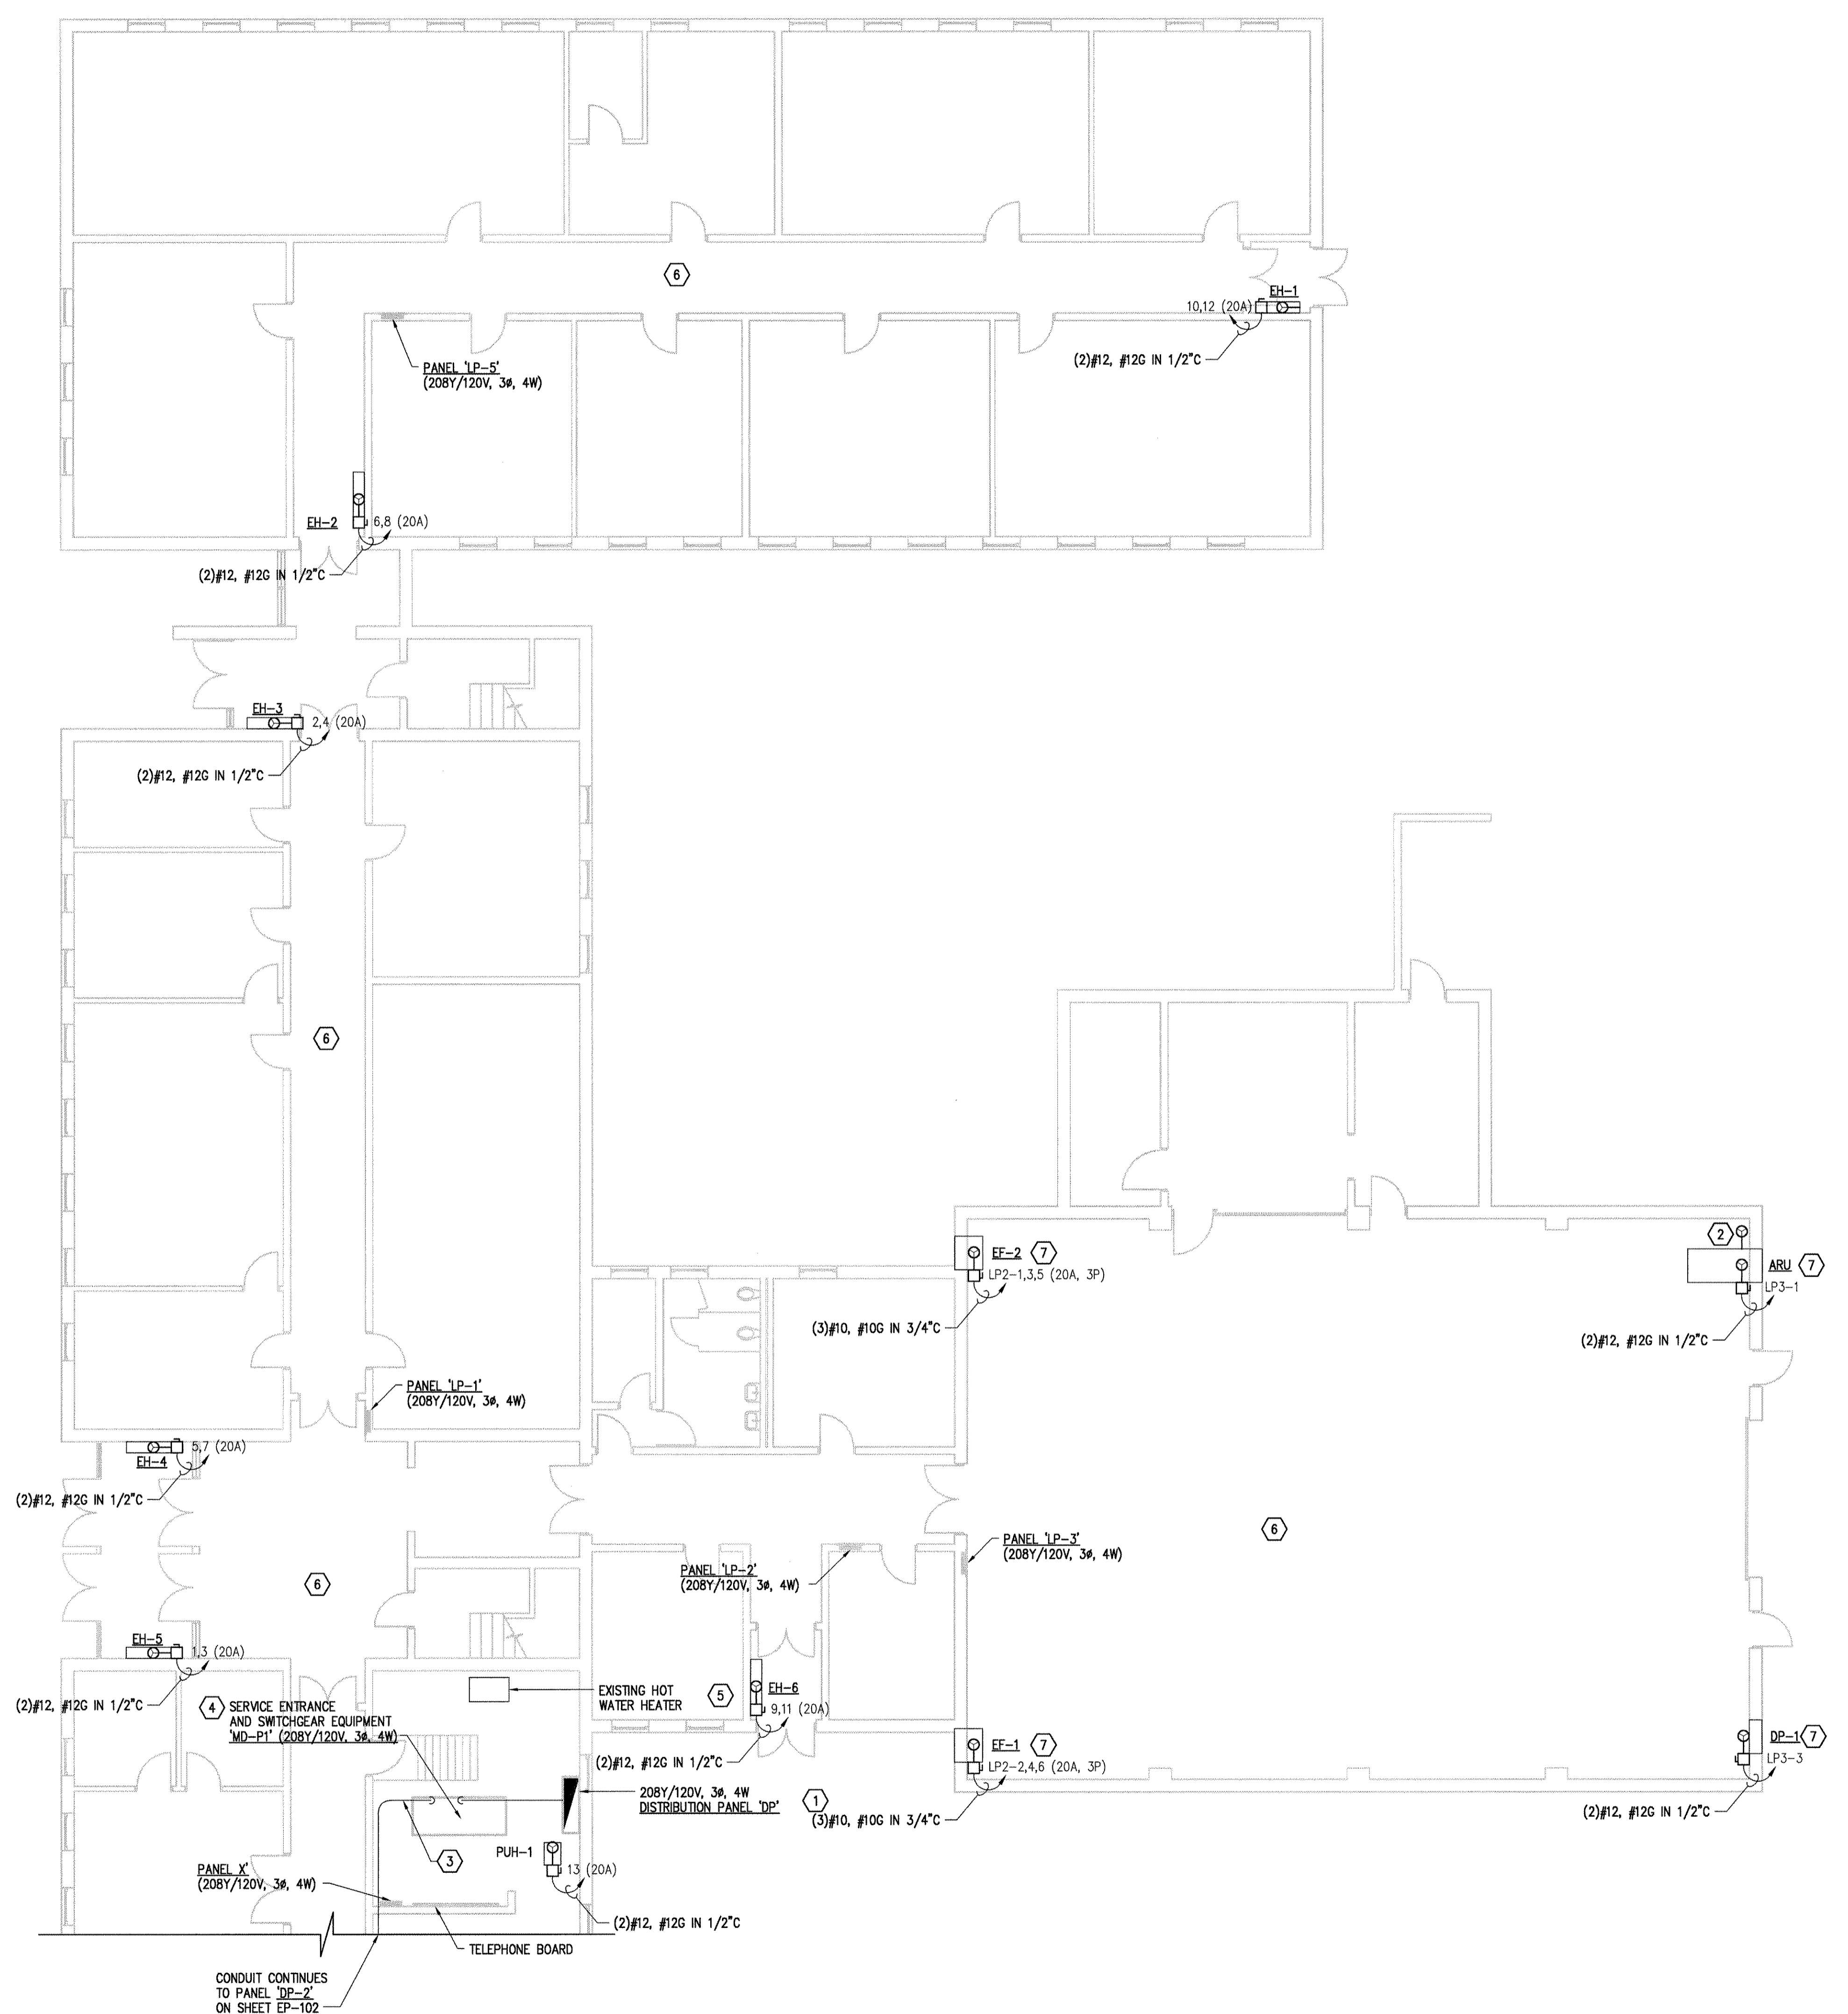 6
EH-1
10,12 (20A)
(2)#12, #12G IN 1/2"C
PANEL 'LP-5'
(208Y/120V, 3ø, 4W)
EH-2
6,8 (20A)
(2)#12, #12G IN 1/2"C
EH-3
2,4 (20A)
(2)#12, #12G IN 1/2"C
6
2
EF-2
7
ARU
7
LP2-1,3,5 (20A, 3P)
LP3-1
(3)#10, #10G IN 3/4"C
(2)#12, #12G IN 1/2"C
PANEL 'LP-1'
(208Y/120V, 3ø, 4W)
5,7 (20A)
EH-4
(2)#12, #12G IN 1/2"C
6
PANEL 'LP-3'
(208Y/120V, 3ø, 4W)
PANEL 'LP-2'
(208Y/120V, 3ø, 4W)
6
EH-5
1,3 (20A)
(2)#12, #12G IN 1/2"C
4
SERVICE ENTRANCE
AND SWITCHGEAR EQUIPMENT
'MD-P1' (208Y/120V, 3ø, 4W)
EXISTING HOT
WATER HEATER
5
EH-6
9,11 (20A)
(2)#12, #12G IN 1/2"C
EF-1
7
LP2-2,4,6 (20A, 3P)
(3)#10, #10G IN 3/4"C
DP-1
7
LP3-3
(2)#12, #12G IN 1/2"C
208Y/120V, 3ø, 4W
DISTRIBUTION PANEL 'DP'
1
3
PUH-1
13 (20A)
(2)#12, #12G IN 1/2"C
PANEL X'
(208Y/120V, 3ø, 4W)
TELEPHONE BOARD
CONDUIT CONTINUES
TO PANEL 'DP-2'
ON SHEET EP-102